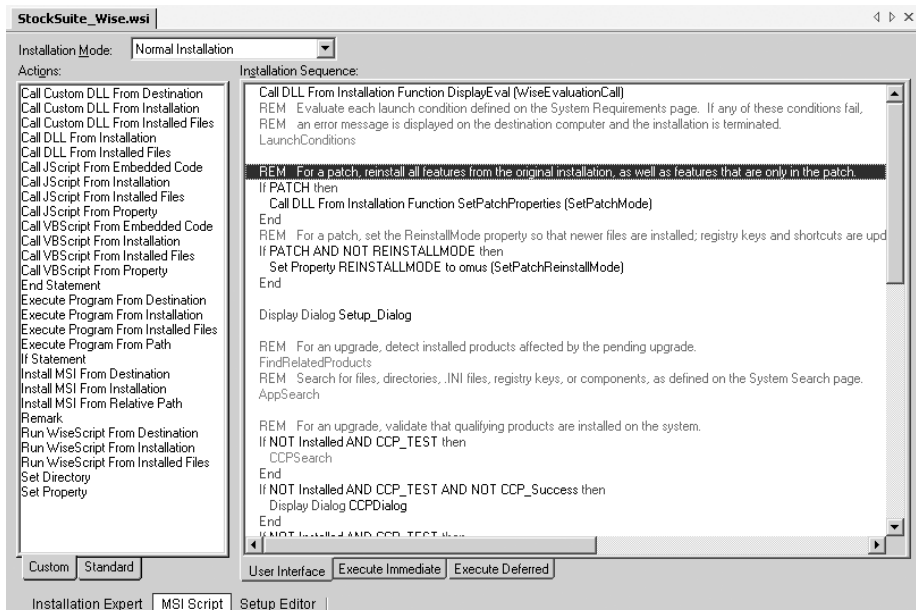 StockSuite_Wise.wsi
Installation Mode: Normal Installation
Actions:
Call Custom DLL From Destination
Call Custom DLL From Installation
Call Custom DLL From Installed Files
Call DLL From Installation
Call DLL From Installed Files
Call JScript From Embedded Code
Call JScript From Installation
Call JScript From Installed Files
Call JScript From Property
Call VBScript From Embedded Code
Call VBScript From Installation
Call VBScript From Installed Files
Call VBScript From Property
End Statement
Execute Program From Destination
Execute Program From Installation
Execute Program From Installed Files
Execute Program From Path
If Statement
Install MSI From Destination
Install MSI From Installation
Install MSI From Relative Path
Remark
Run WiseScript From Destination
Run WiseScript From Installation
Run WiseScript From Installed Files
Set Directory
Set Property
Custom Standard
Installation Sequence:
Call DLL From Installation Function DisplayEval (WiseEvaluationCall)
REM Evaluate each launch condition defined on the System Requirements page. If any of these conditions fail,
REM an error message is displayed on the destination computer and the installation is terminated.
LaunchConditions
REM For a patch, reinstall all features from the original installation, as well as features that are only in the patch.
If PATCH then
Call DLL From Installation Function SetPatchProperties (SetPatchMode)
End
REM For a patch, set the ReinstallMode property so that newer files are installed; registry keys and shortcuts are upd
If PATCH AND NOT REINSTALLMODE then
Set Property REINSTALLMODE to omus (SetPatchReinstallMode)
End
Display Dialog Setup_Dialog
REM For an upgrade, detect installed products affected by the pending upgrade.
FindRelatedProducts
REM Search for files, directories, .INI files, registry keys, or components, as defined on the System Search page.
AppSearch
REM For an upgrade, validate that qualifying products are installed on the system.
If NOT Installed AND CCP_TEST then
CCPSearch
End
If NOT Installed AND CCP_TEST AND NOT CCP_Success then
Display Dialog CCPDialog
End
If NOT Installed AND CCP_TEST then
User Interface Execute Immediate Execute Deferred
Installation Expert MSI Script Setup Editor